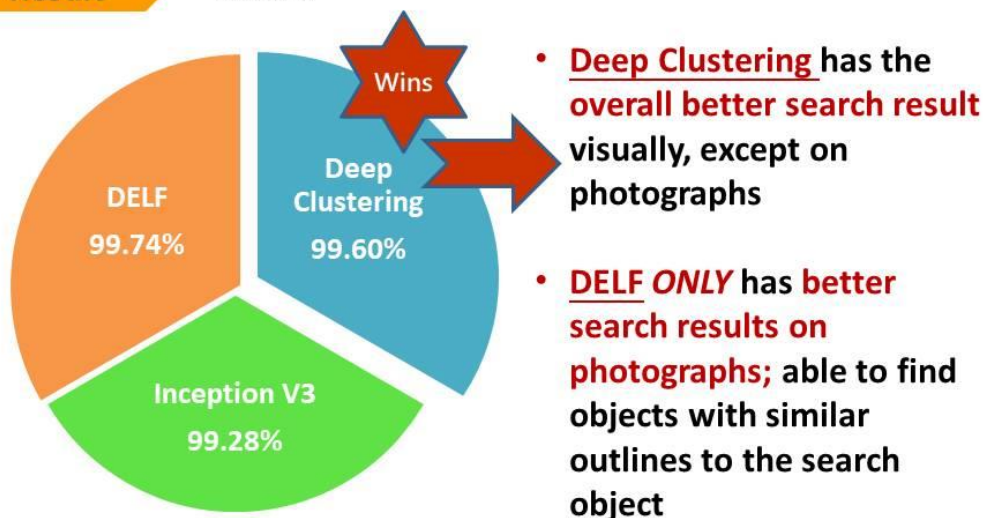 Wins
Deep
Clustering
99.60%
DELF
99.74%
Inception V3
99.28%
• Deep Clustering has the
overall better search result
visually, except on
photographs
• DELF ONLY has better
search results on
photographs; able to find
objects with similar
outlines to the search
object